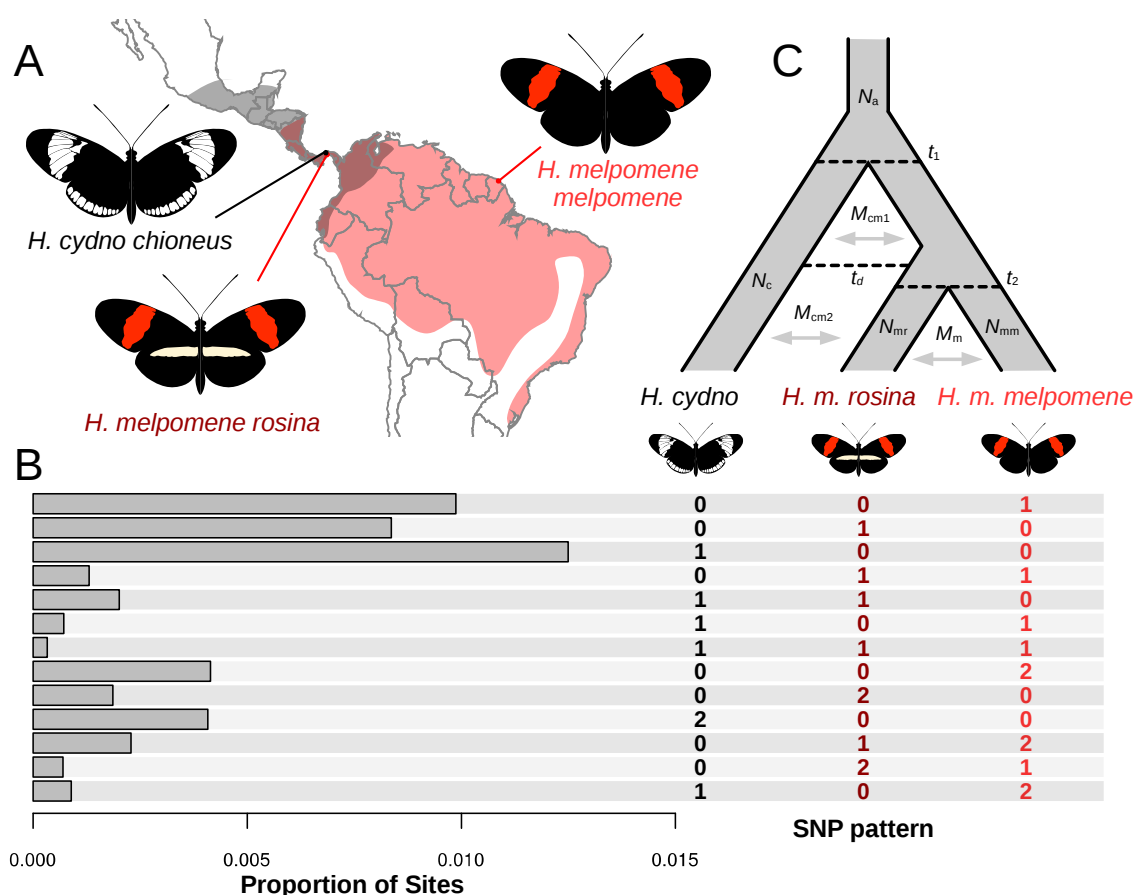 A
H. cydno chioneus
H. melpomene rosina
H. melpomene
melpomene
C
Na
t1
Mcm1
td
Nc
t2
Mcm2
Nmr
Mm
Nmm
H. cydno
H. m. rosina
H. m. melpomene
B
0 0 1
0 1 0
1 0 0
0 1 1
1 1 0
1 0 1
1 1 1
0 0 2
0 2 0
2 0 0
0 1 2
0 2 1
1 0 2
0.000 0.005 0.010 0.015
Proportion of Sites
SNP pattern